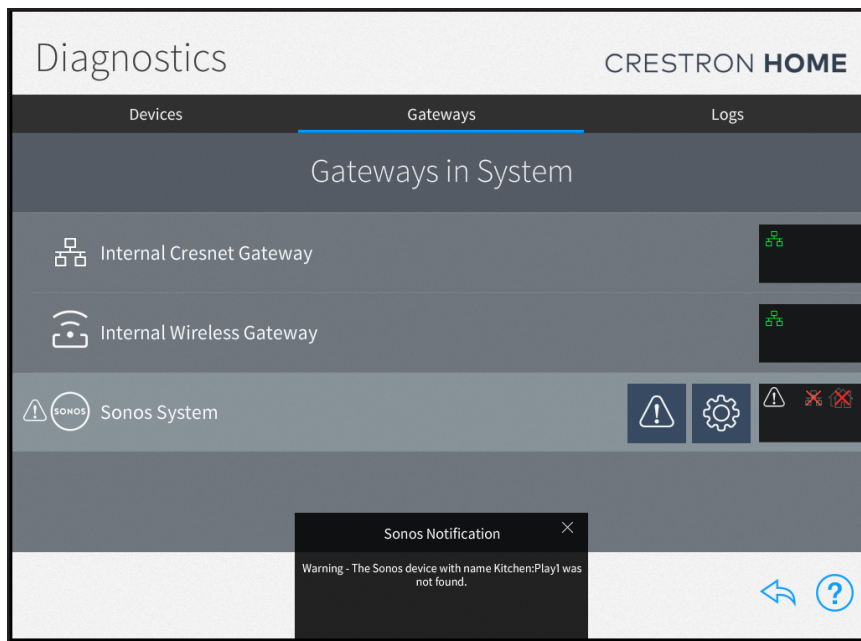 Diagnostics
CRESTRON HOME
Devices
Gateways
Logs
Gateways in System
Internal Cresnet Gateway
Internal Wireless Gateway
SONOS
Sonos System
Sonos Notification
Warning - The Sonos device with name Kitchen:Play1 was
not found.
?